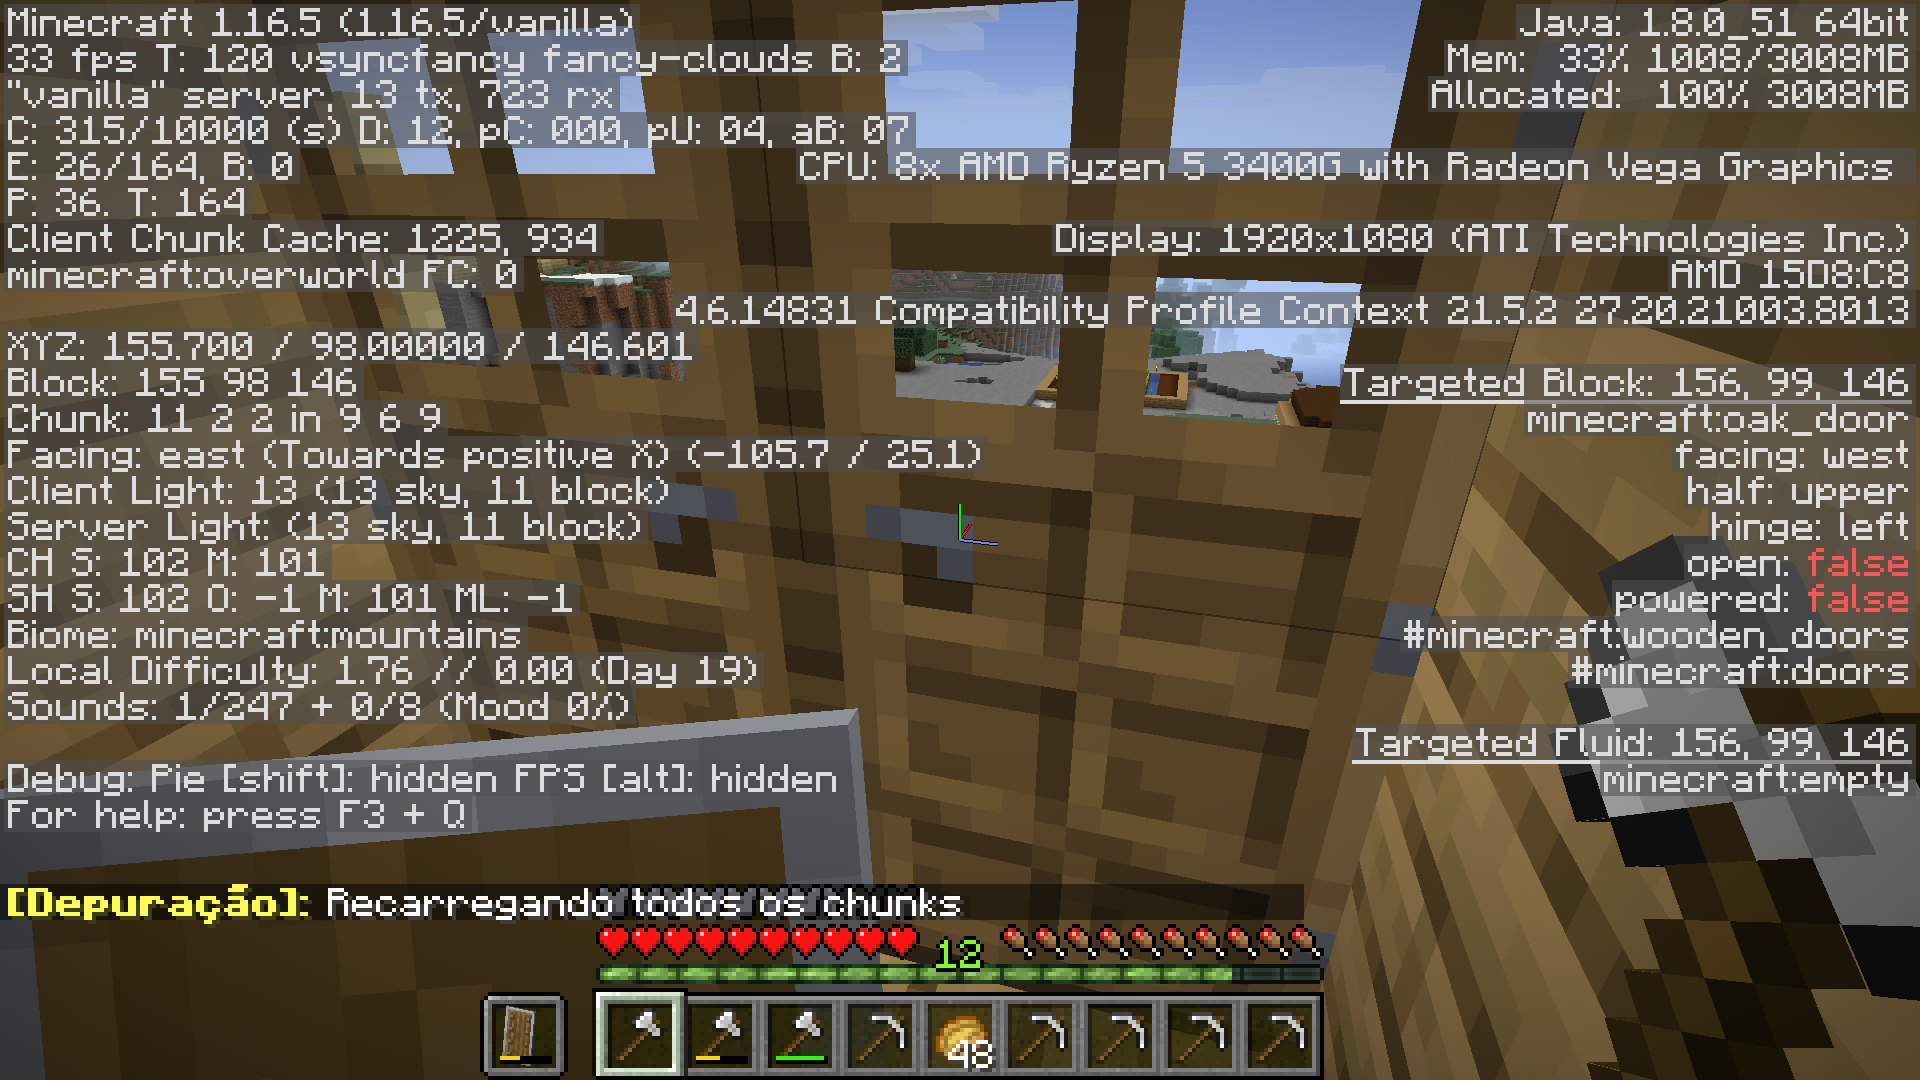 Minecraft 1.16.5 (1.16.5/vanilla)
33 fps T: 120 vsyncfancy fancy-clouds B: 2
"vanilla" server, 13 tx, 723 rx
C: 315/10000 (s) D: 12, pC: 000, pU: 04, aB: 07
E: 26/164, B: 0
P: 36. T: 164
Client Chunk Cache: 1225, 934
minecraft:overworld FC: 0
XYZ: 155.700 / 98.00000 / 146.601
Block: 155 98 146
Chunk: 11 2 2 in 9 6 9
Facing: east (Towards positive X) (-105.7 / 25.1)
Client Light: 13 (13 sky, 11 block)
Server Light: (13 sky, 11 block)
CH S: 102 M: 101
SH S: 102 O: -1 M: 101 ML: -1
Biome: minecraft:mountains
Local Difficulty: 1.76 // 0.00 (Day 19)
Sounds: 1/247 + 0/8 (Mood 0%)
Debug: Pie [shift]: hidden FPS [alt]: hidden
For help: press F3 + Q
Java: 1.8.0_51 64bit
Mem: 33% 1008/3008MB
Allocated: 100% 3008MB
CPU: 8x AMD Ryzen 5 3400G with Radeon Vega Graphics
Display: 1920x1080 (ATI Technologies Inc.)
AMD 15D8:C8
4.6.14831 Compatibility Profile Context 21.5.2 27.20.21003.8013
Targeted Block: 156, 99, 146
minecraft:oak_door
facing: west
half: upper
hinge: left
open: false
powered: false
#minecraft:wooden_doors
#minecraft:doors
Targeted Fluid: 156, 99, 146
minecraft:empty
[Depuração]: Recarregando todos os chunks
12
48